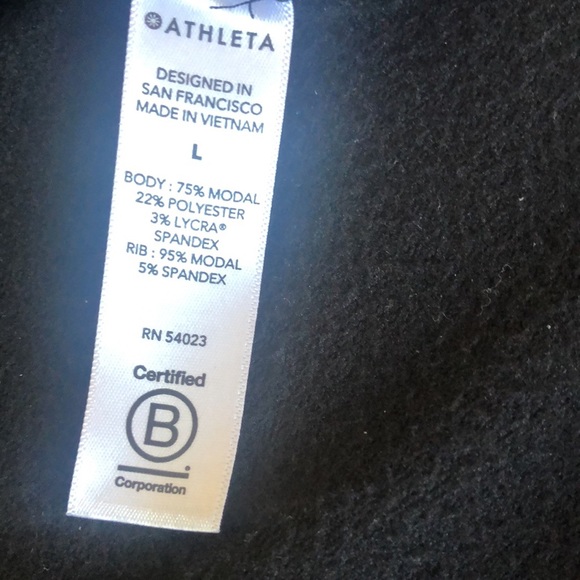 ATHLETA
DESIGNED IN
SAN FRANCISCO
MADE IN VIETNAM
L
BODY : 75% MODAL
22% POLYESTER
3% LYCRA®
SPANDEX
RIB : 95% MODAL
5% SPANDEX
RN 54023
Certified
B
Corporation